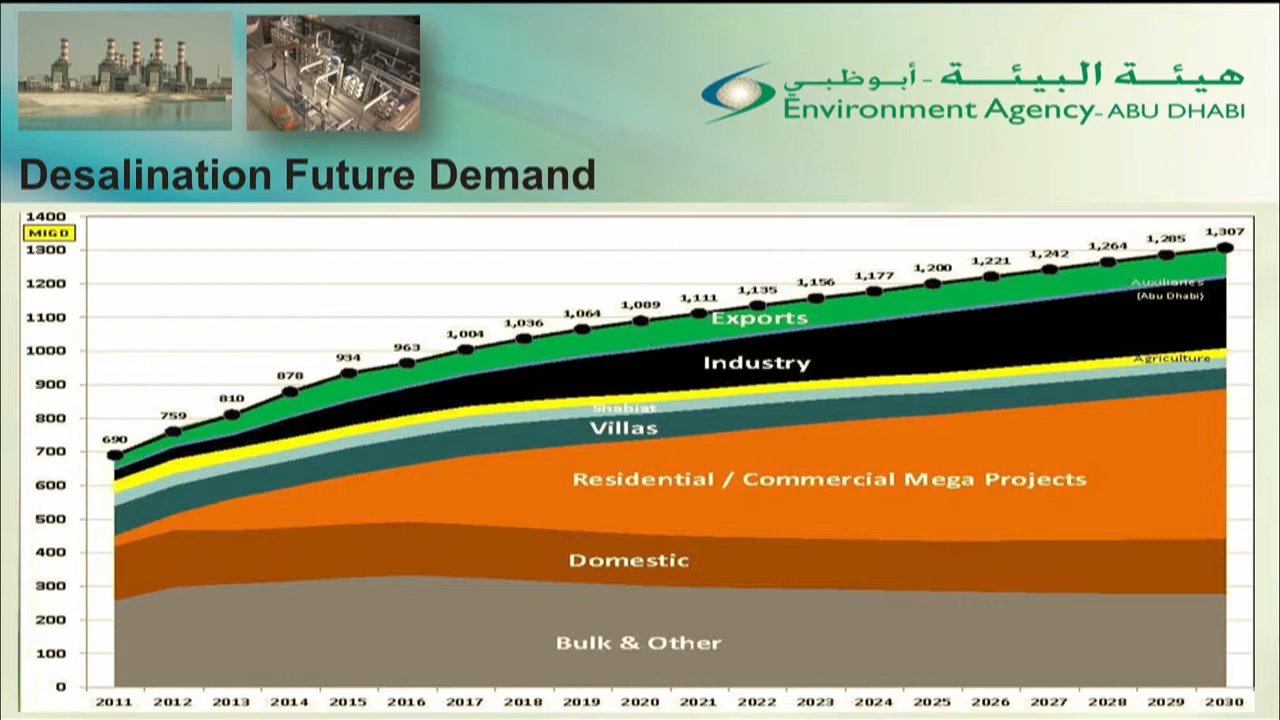 هيئة البيئة - أبوظبي
Environment Agency- ABU DHABI
Desalination Future Demand
1400
MIGD
1300
1200
1100
1000
900
800
700
600
500
400
300
200
100
0
690
759
810
878
934
963
1,004
1,036
1,064
1,089
1,111
1,135
1,156
1,177
1,200
1,221
1,242
1,264
1,285
1,307
Auxiliaries
(Abu Dhabi)
Exports
Industry
Agriculture
Shabiat
Villas
Residential / Commercial Mega Projects
Domestic
Bulk & Other
2011 2012 2013 2014 2015 2016 2017 2018 2019 2020 2021 2022 2023 2024 2025 2026 2027 2028 2029 2030